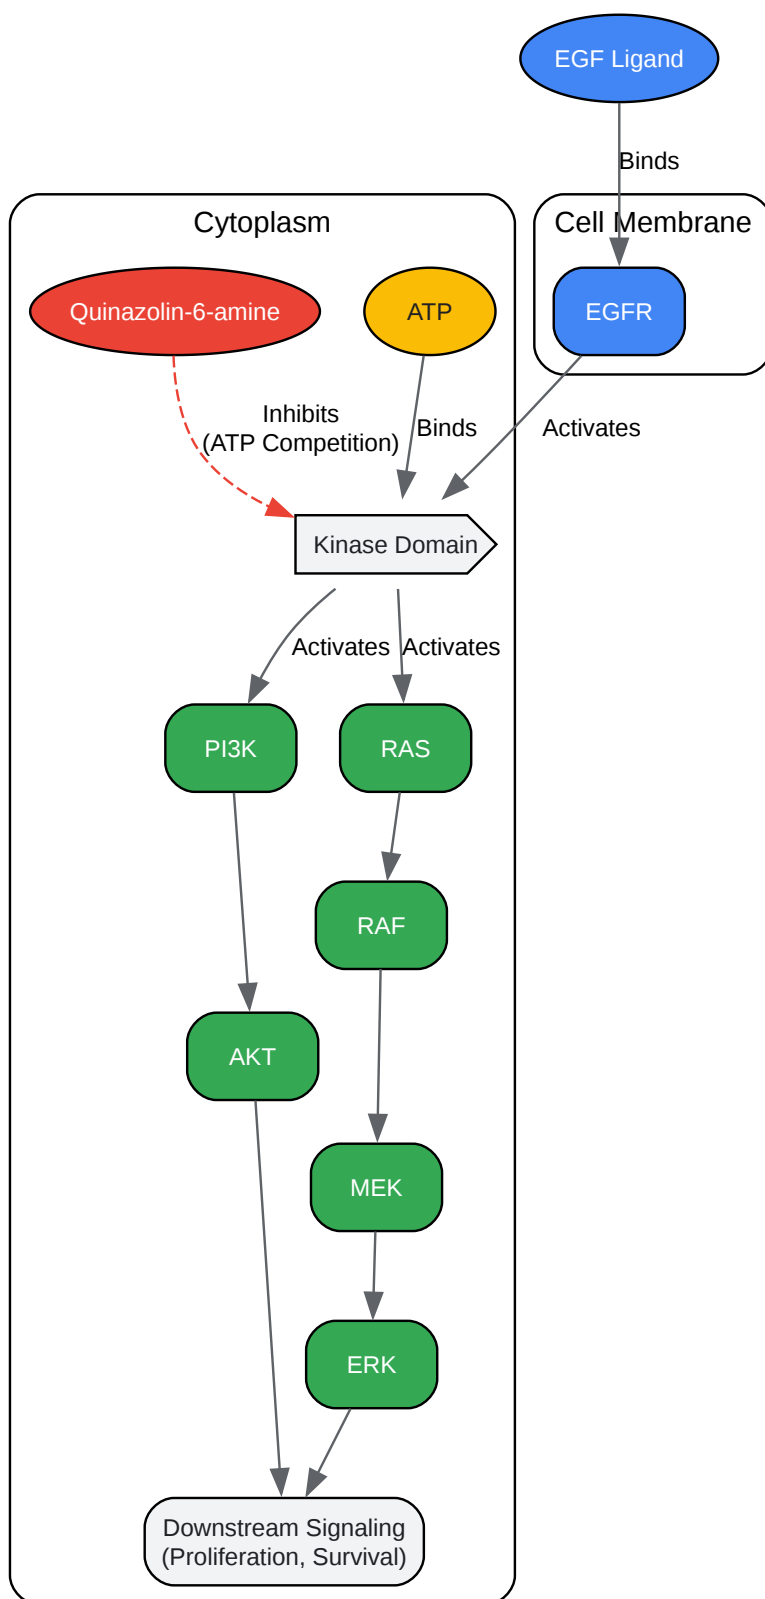 EGF Ligand
Binds
Cytoplasm
Cell Membrane
Quinazolin-6-amine
ATP
EGFR
Inhibits
(ATP Competition)
Binds
Activates
Kinase Domain
Activates
Activates
PI3K
RAS
RAF
AKT
MEK
ERK
Downstream Signaling
(Proliferation, Survival)